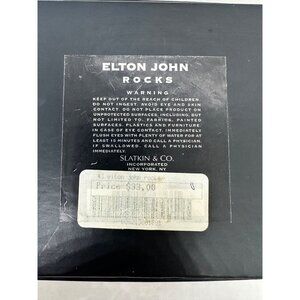 ELTON JOHN
ROCKS
WARNING
KEEP OUT OF THE REACH OF CHILDREN.
DO NOT INGEST. AVOID EYE AND SKIN
CONTACT. DO NOT PLACE PRODUCT ON
UNPROTECTED SURFACES, INCLUDING, BUT
NOT LIMITED TO, FABRICS, PAINTED
SURFACES, PLASTICS AND FURNITURE
IN CASE OF EYE CONTACT, IMMEDIATELY
FLUSH EYES WITH PLENTY OF WATER FOR AT
LEAST 15 MINUTES AND CALL A PHYSICIAN
IF SWALLOWED, CALL A PHYSICIAN
IMMEDIATELY.
SLATKIN & CO.
INCORPORATED
NEW YORK, NY
elton john rocks
Price $33.00